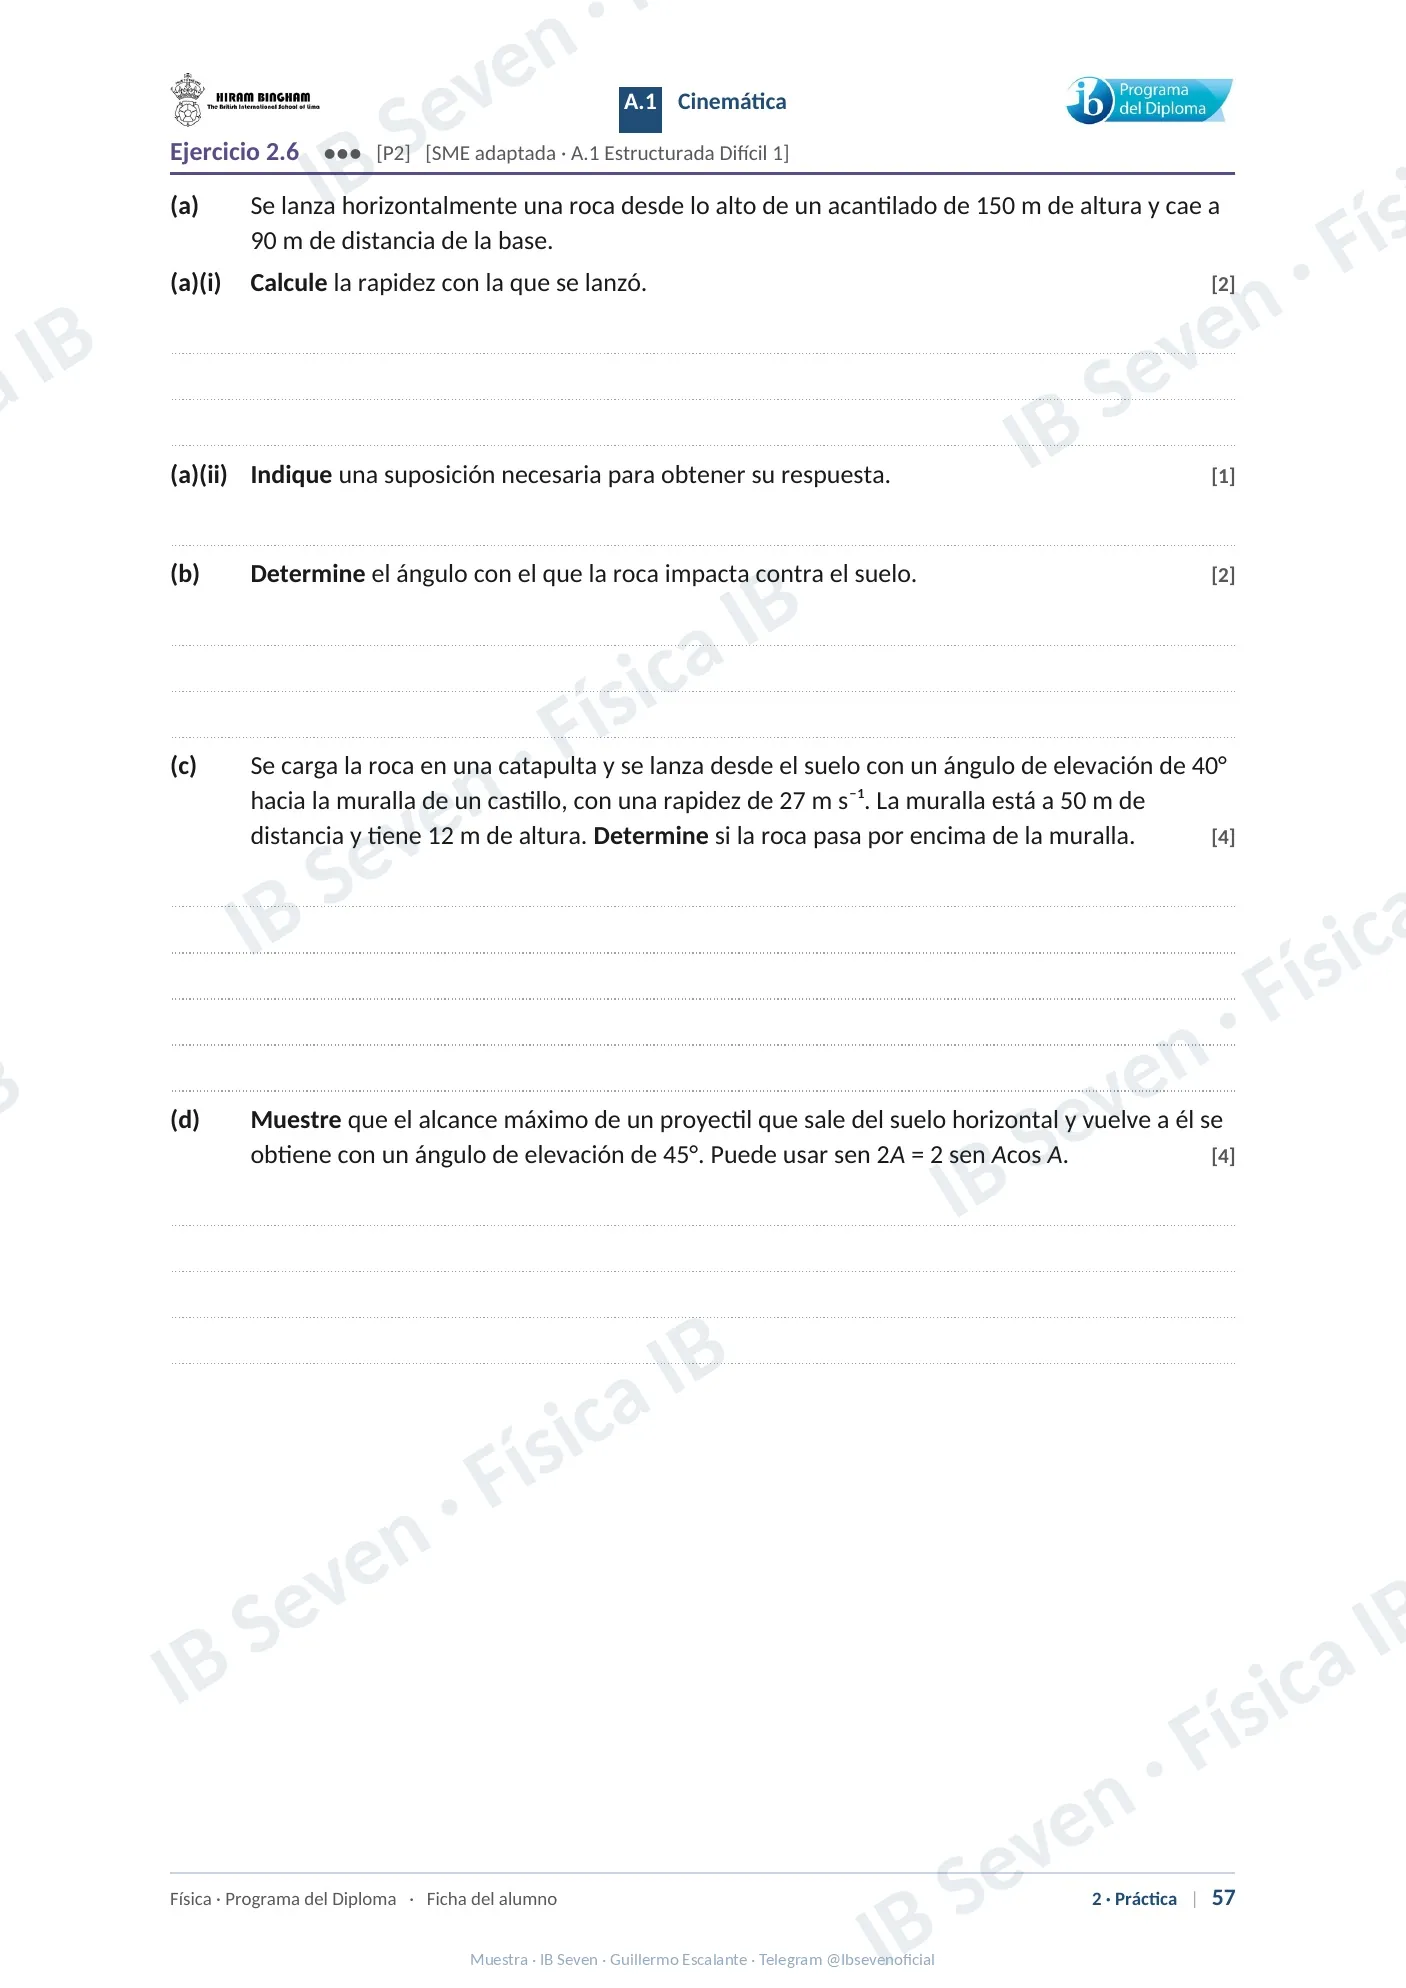 HIRAM BINGHAM
The British International School of Lima
A.1 Cinemática
Programa
del Diploma
Ejercicio 2.6 ●●● [P2] [SME adaptada · A.1 Estructurada Difícil 1]
(a) Se lanza horizontalmente una roca desde lo alto de un acantilado de 150 m de altura y cae a
90 m de distancia de la base.
(a)(i) Calcule la rapidez con la que se lanzó. [2]
(a)(ii) Indique una suposición necesaria para obtener su respuesta. [1]
(b) Determine el ángulo con el que la roca impacta contra el suelo. [2]
(c) Se carga la roca en una catapulta y se lanza desde el suelo con un ángulo de elevación de 40°
hacia la muralla de un castillo, con una rapidez de 27 m s⁻¹. La muralla está a 50 m de
distancia y tiene 12 m de altura. Determine si la roca pasa por encima de la muralla. [4]
(d) Muestre que el alcance máximo de un proyectil que sale del suelo horizontal y vuelve a él se
obtiene con un ángulo de elevación de 45°. Puede usar sen 2A = 2 sen Acos A. [4]
IB Seven · Física IB
IB Seven · Física IB
Física · Programa del Diploma · Ficha del alumno
2 · Práctica | 57
Muestra · IB Seven · Guillermo Escalante · Telegram @Ibsevenoficial